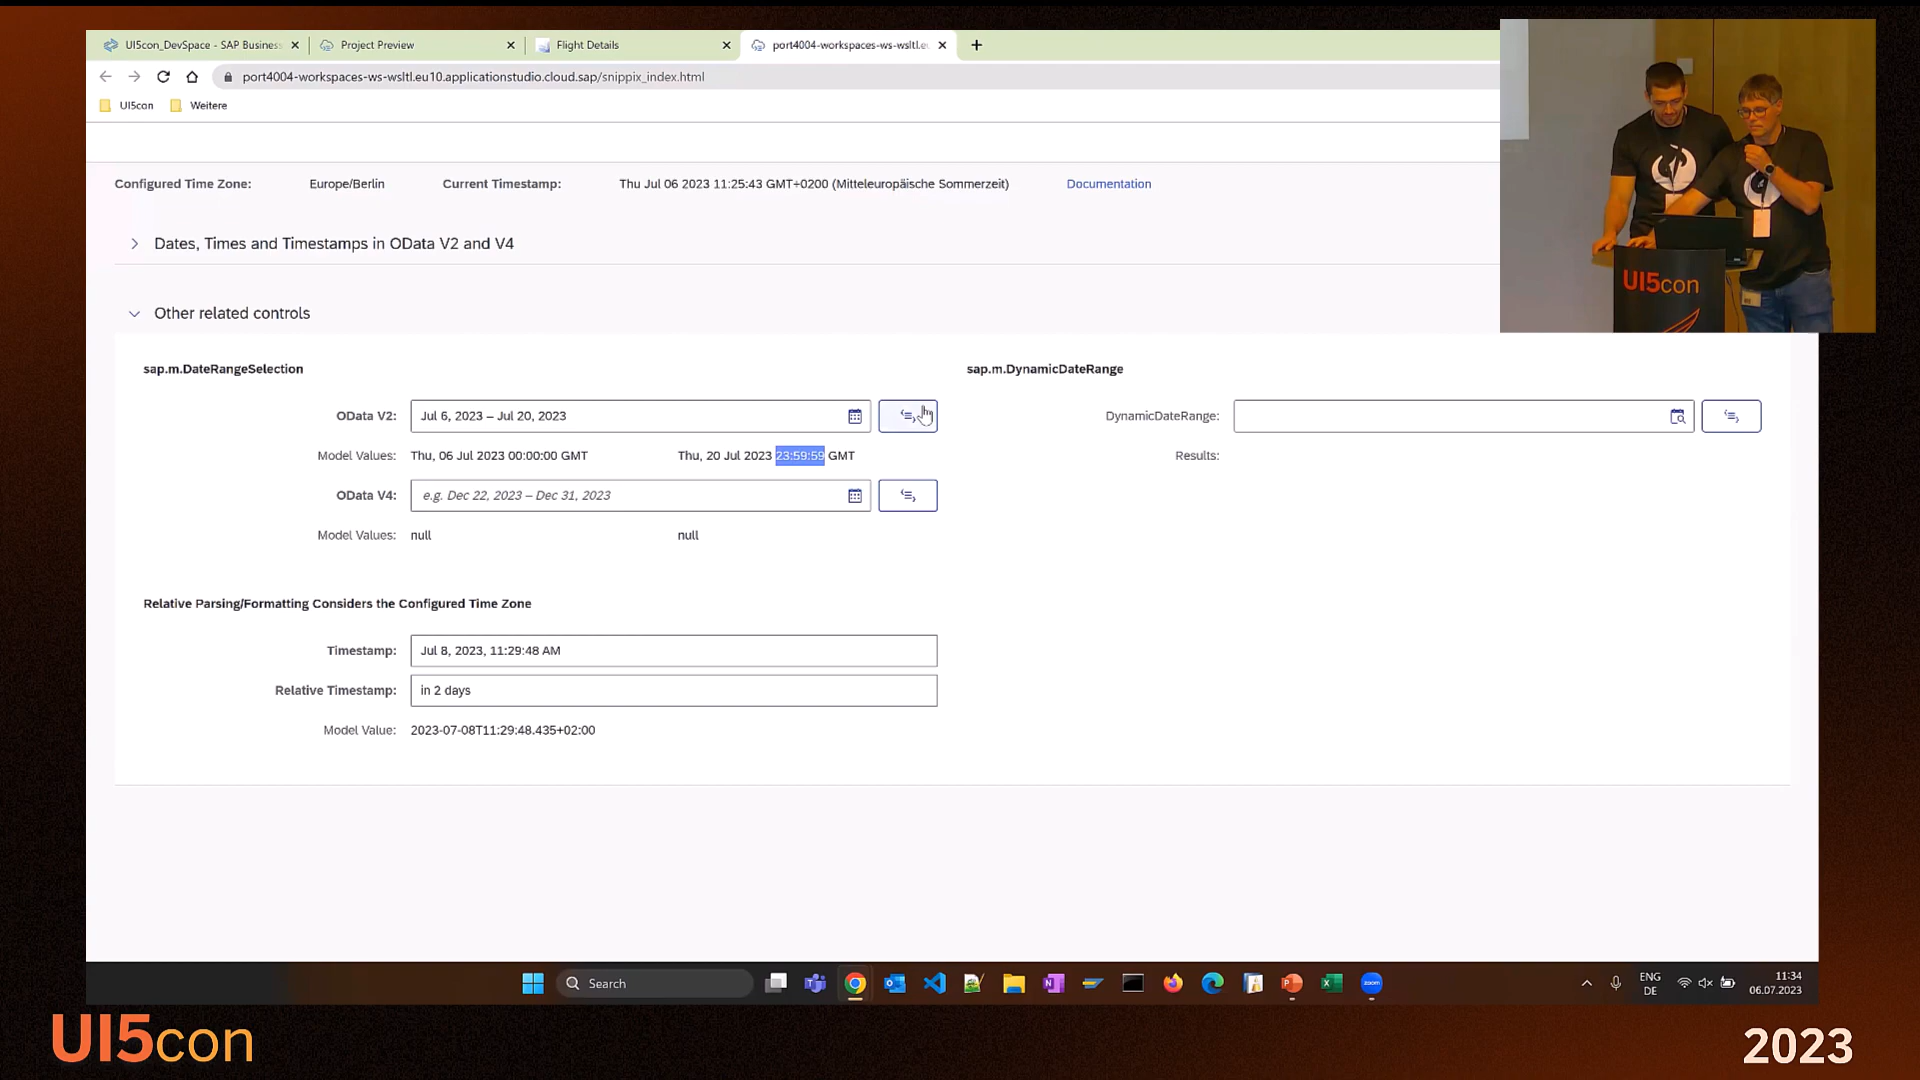 UI5con_DevSpace - SAP Business
Project Preview
Flight Details
port4004-workspaces-ws-wsltl.eu
port4004-workspaces-ws-wsltl.eu10.applicationstudio.cloud.sap/snippix_index.html
UI5con
Weitere
Configured Time Zone:
Europe/Berlin
Current Timestamp:
Thu Jul 06 2023 11:25:43 GMT+0200 (Mitteleuropäische Sommerzeit)
Documentation
Dates, Times and Timestamps in OData V2 and V4
Other related controls
sap.m.DateRangeSelection
OData V2:
Jul 6, 2023 – Jul 20, 2023
Model Values:
Thu, 06 Jul 2023 00:00:00 GMT
Thu, 20 Jul 2023 23:59:59 GMT
OData V4:
e.g. Dec 22, 2023 – Dec 31, 2023
Model Values:
null
null
sap.m.DynamicDateRange
DynamicDateRange:
Results:
Relative Parsing/Formatting Considers the Configured Time Zone
Timestamp:
Jul 8, 2023, 11:29:48 AM
Relative Timestamp:
in 2 days
Model Value:
2023-07-08T11:29:48.435+02:00
UI5con
Search
zoom
ENG
DE
11:34
06.07.2023
UI5con
2023